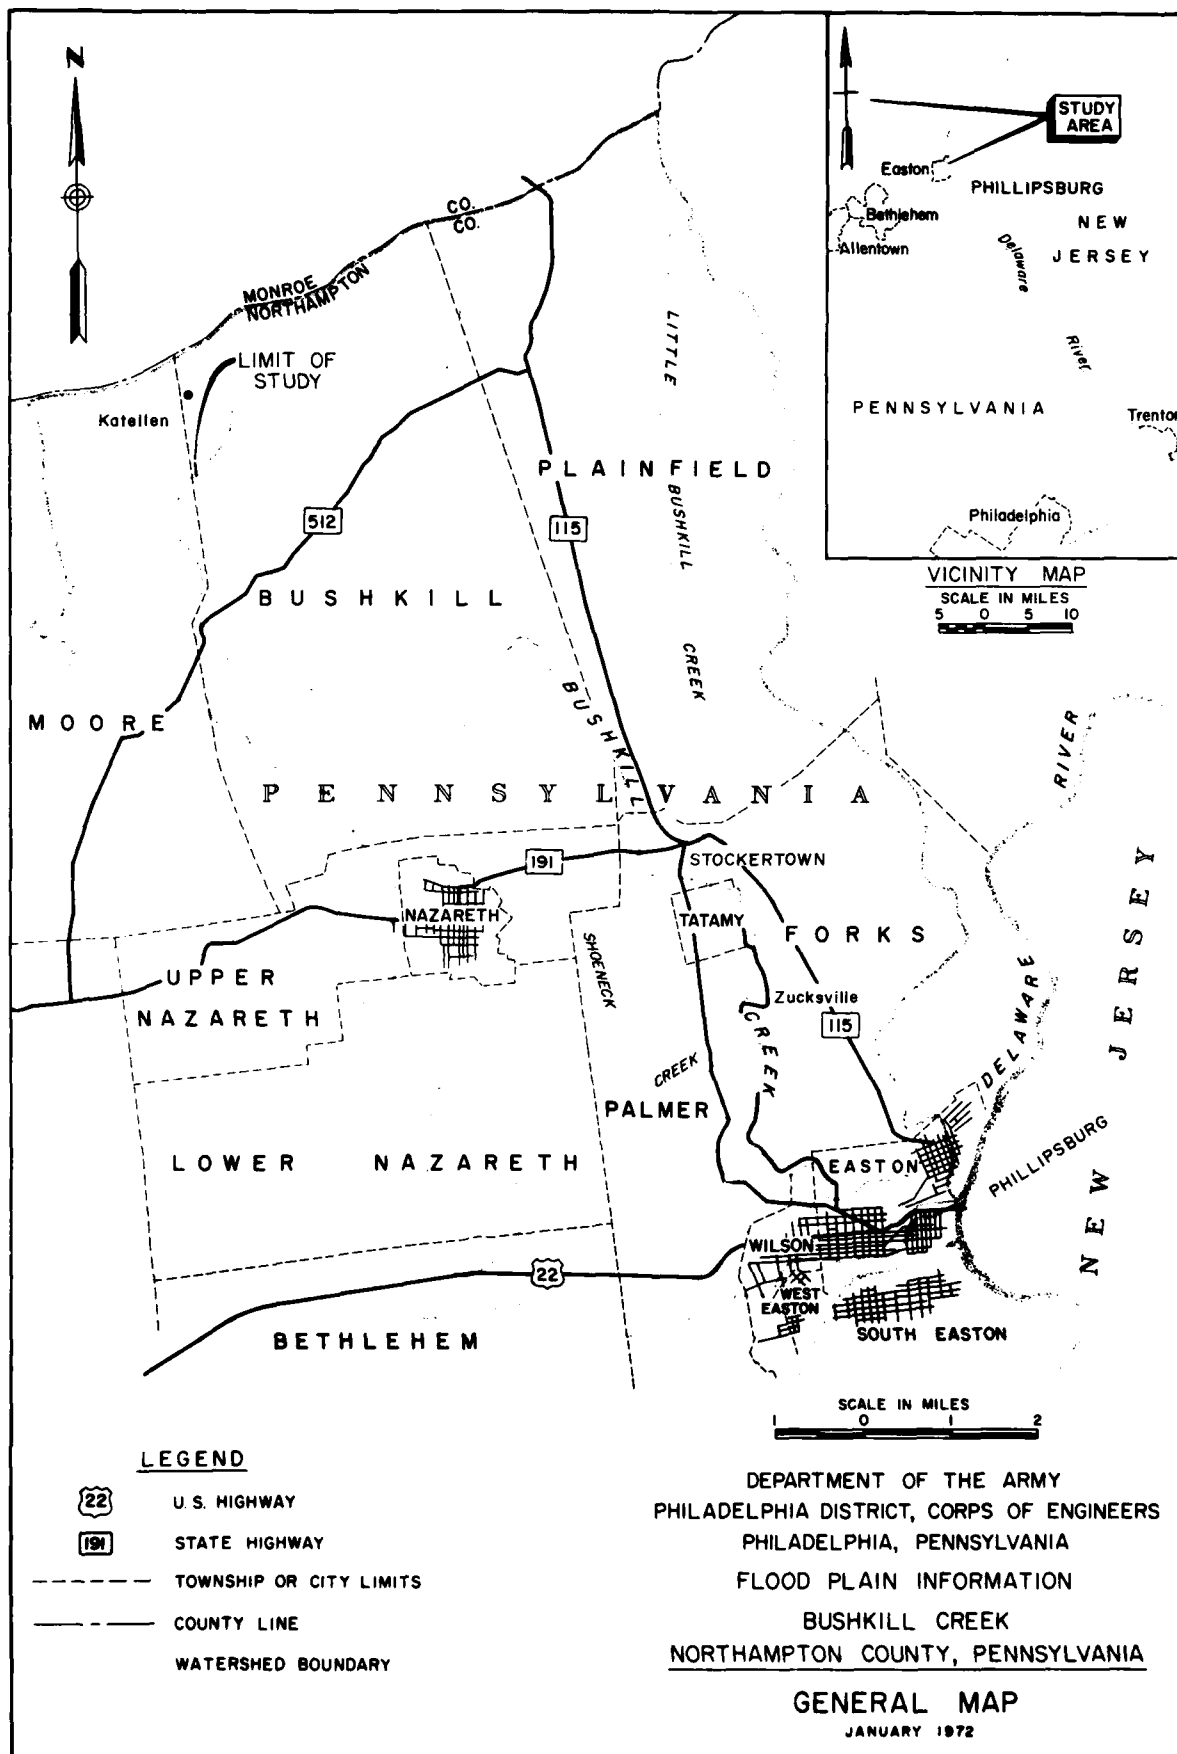 N
STUDY
AREA
Easton
PHILLIPSBURG
Bethlehem
NEW
JERSEY
Allentown
Delaware
River
PENNSYLVANIA
Trenton
Philadelphia
VICINITY MAP
SCALE IN MILES
5 0 5 10
CO.
CO.
MONROE
NORTHAMPTON
LIMIT OF
STUDY
Katellen
LITTLE
BUSHKILL
CREEK
PLAINFIELD
512
115
BUSHKILL
MOORE
BUSHKILL
RIVER
PENNSYLVANIA
191
STOCKERTOWN
NAZARETH
TATAMY
FORKS
SHOENECK
CREEK
UPPER
NAZARETH
Zucksville
115
CREEK
DELAWARE
NEW JERSEY
PALMER
LOWER NAZARETH
EASTON
PHILLIPSBURG
WILSON
22
WEST
EASTON
SOUTH EASTON
BETHLEHEM
SCALE IN MILES
1 0 1 2
LEGEND
22 U.S. HIGHWAY
191 STATE HIGHWAY
TOWNSHIP OR CITY LIMITS
COUNTY LINE
WATERSHED BOUNDARY
DEPARTMENT OF THE ARMY
PHILADELPHIA DISTRICT, CORPS OF ENGINEERS
PHILADELPHIA, PENNSYLVANIA
FLOOD PLAIN INFORMATION
BUSHKILL CREEK
NORTHAMPTON COUNTY, PENNSYLVANIA
GENERAL MAP
JANUARY 1972